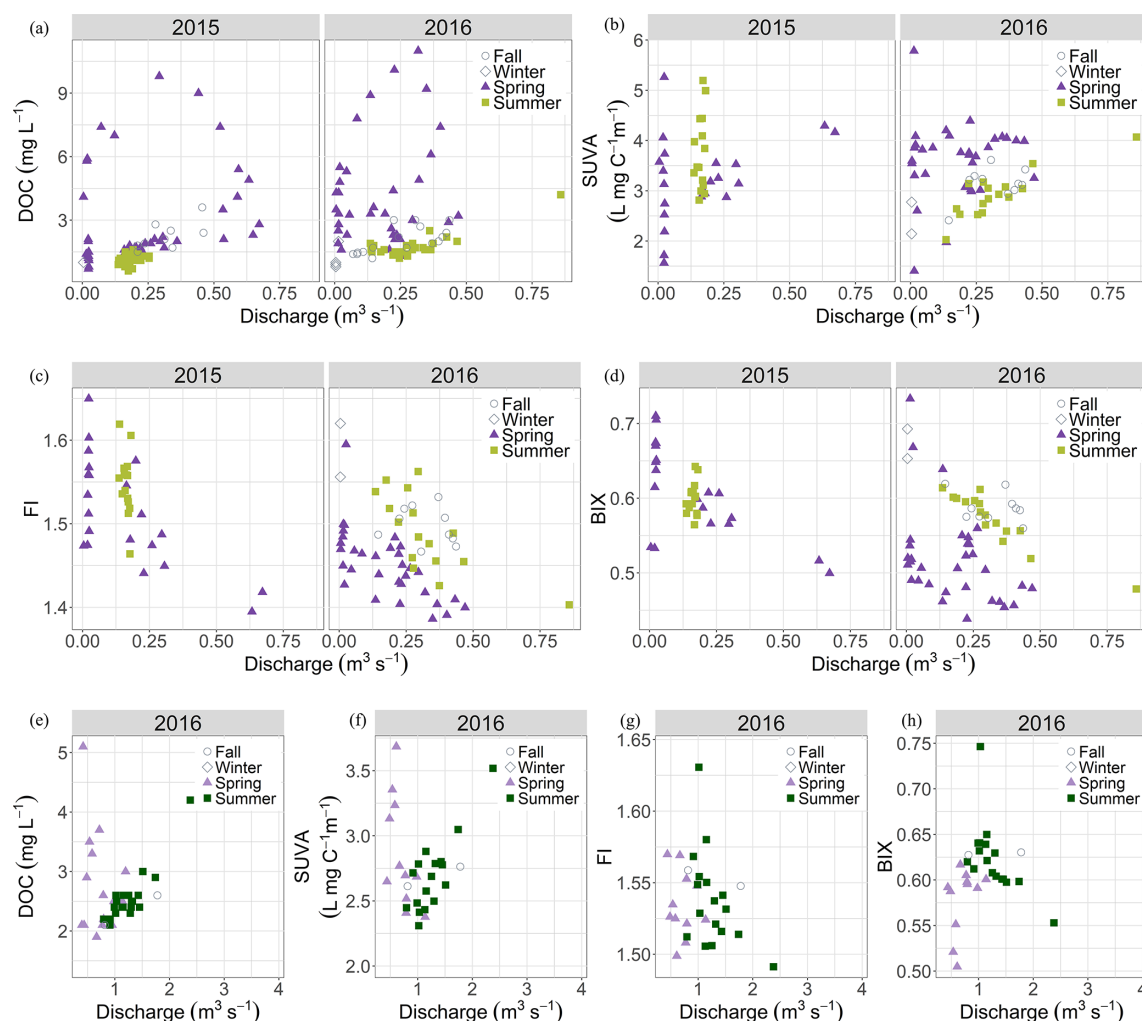 (a)
2015
2016
Fall
Winter
Spring
Summer
DOC (mg L⁻¹)
9
6
3
0.00 0.25 0.50 0.75 0.00 0.25 0.50 0.75
Discharge (m³ s⁻¹)
(b)
2015
2016
Fall
Winter
Spring
Summer
SUVA
(L mg C⁻¹m⁻¹)
6
5
4
3
2
0.00 0.25 0.50 0.75 0.00 0.25 0.50 0.75
Discharge (m³ s⁻¹)
(c)
2015
2016
Fall
Winter
Spring
Summer
FI
1.6
1.5
1.4
0.00 0.25 0.50 0.75 0.00 0.25 0.50 0.75
Discharge (m³ s⁻¹)
(d)
2015
2016
Fall
Winter
Spring
Summer
BIX
0.7
0.6
0.5
0.00 0.25 0.50 0.75 0.00 0.25 0.50 0.75
Discharge (m³ s⁻¹)
(e)
2016
Fall
Winter
Spring
Summer
DOC (mg L⁻¹)
5
4
3
2
1 2 3 4
Discharge (m³ s⁻¹)
(f)
2016
Fall
Winter
Spring
Summer
SUVA
(L mg C⁻¹m⁻¹)
3.5
3.0
2.5
2.0
1 2 3 4
Discharge (m³ s⁻¹)
(g)
2016
Fall
Winter
Spring
Summer
FI
1.65
1.60
1.55
1.50
1 2 3 4
Discharge (m³ s⁻¹)
(h)
2016
Fall
Winter
Spring
Summer
BIX
0.75
0.70
0.65
0.60
0.55
0.50
1 2 3 4
Discharge (m³ s⁻¹)